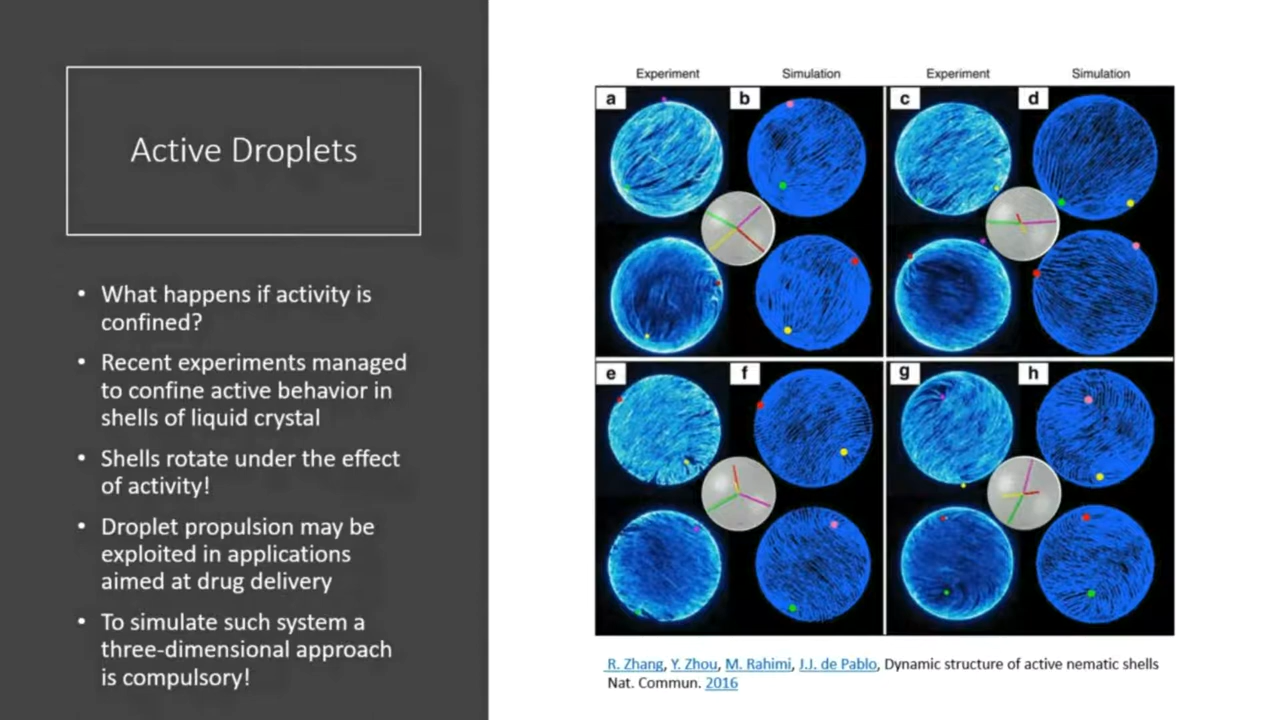 Active Droplets
• What happens if activity is
confined?
• Recent experiments managed
to confine active behavior in
shells of liquid crystal
• Shells rotate under the effect
of activity!
• Droplet propulsion may be
exploited in applications
aimed at drug delivery
• To simulate such system a
three-dimensional approach
is compulsory!
Experiment Simulation Experiment Simulation
a b c d
e f g h
R. Zhang, Y. Zhou, M. Rahimi, J.J. de Pablo, Dynamic structure of active nematic shells
Nat. Commun. 2016